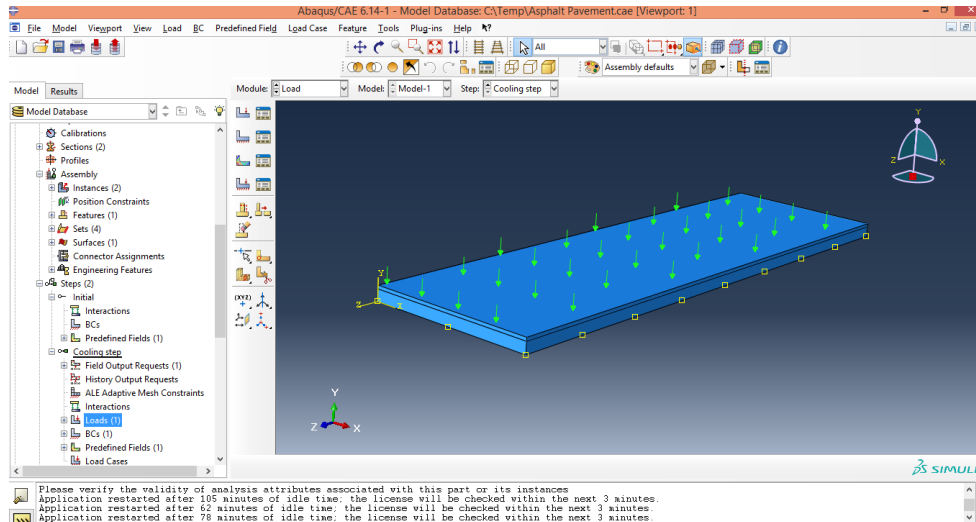 Abaqus/CAE 6.14-1 - Model Database: C:\Temp\Asphalt Pavement.cae [Viewport: 1]
File Model Viewport View Load BC Predefined Field Load Case Feature Tools Plug-ins Help
All
Assembly defaults
Model Results
Module: Load Model: Model-1 Step: Cooling step
Model Database
Calibrations
Sections (2)
Profiles
Assembly
Instances (2)
Position Constraints
Features (1)
Sets (4)
Surfaces (1)
Connector Assignments
Engineering Features
Steps (2)
Initial
Interactions
BCs
Predefined Fields (1)
Cooling step
Field Output Requests (1)
History Output Requests
ALE Adaptive Mesh Constraints
Interactions
Loads (1)
BCs (1)
Predefined Fields (1)
Load Cases
(XYZ)
Y
Z
X
Y
Z
X
Y
Z
X
SIMULI
Please verify the validity of analysis attributes associated with this part or its instances
Application restarted after 105 minutes of idle time; the license will be checked within the next 3 minutes.
Application restarted after 62 minutes of idle time; the license will be checked within the next 3 minutes.
Application restarted after 78 minutes of idle time; the license will be checked within the next 3 minutes.